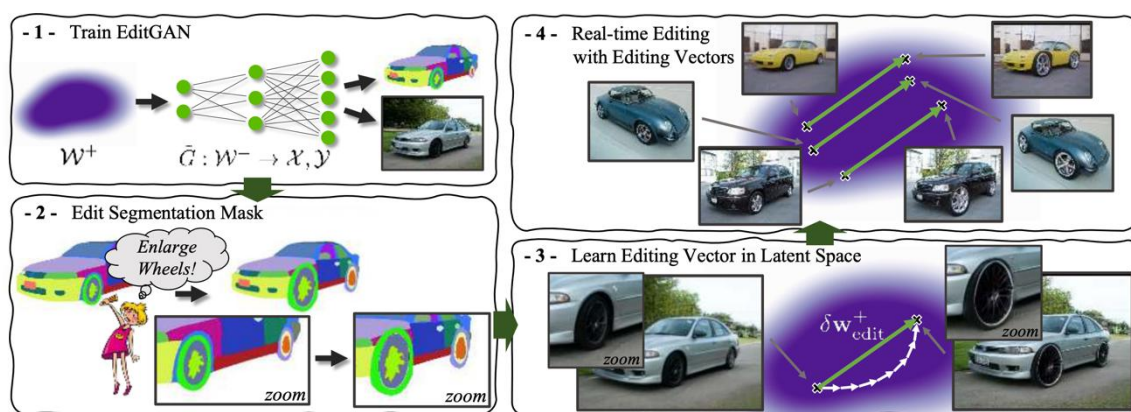 - 1 - Train EditGAN
𝒲⁺
G̃ : 𝒲⁻ → 𝒳, 𝒴
- 2 - Edit Segmentation Mask
Enlarge
Wheels!
zoom
zoom
- 3 - Learn Editing Vector in Latent Space
zoom
δw⁺edit
zoom
- 4 - Real-time Editing
with Editing Vectors